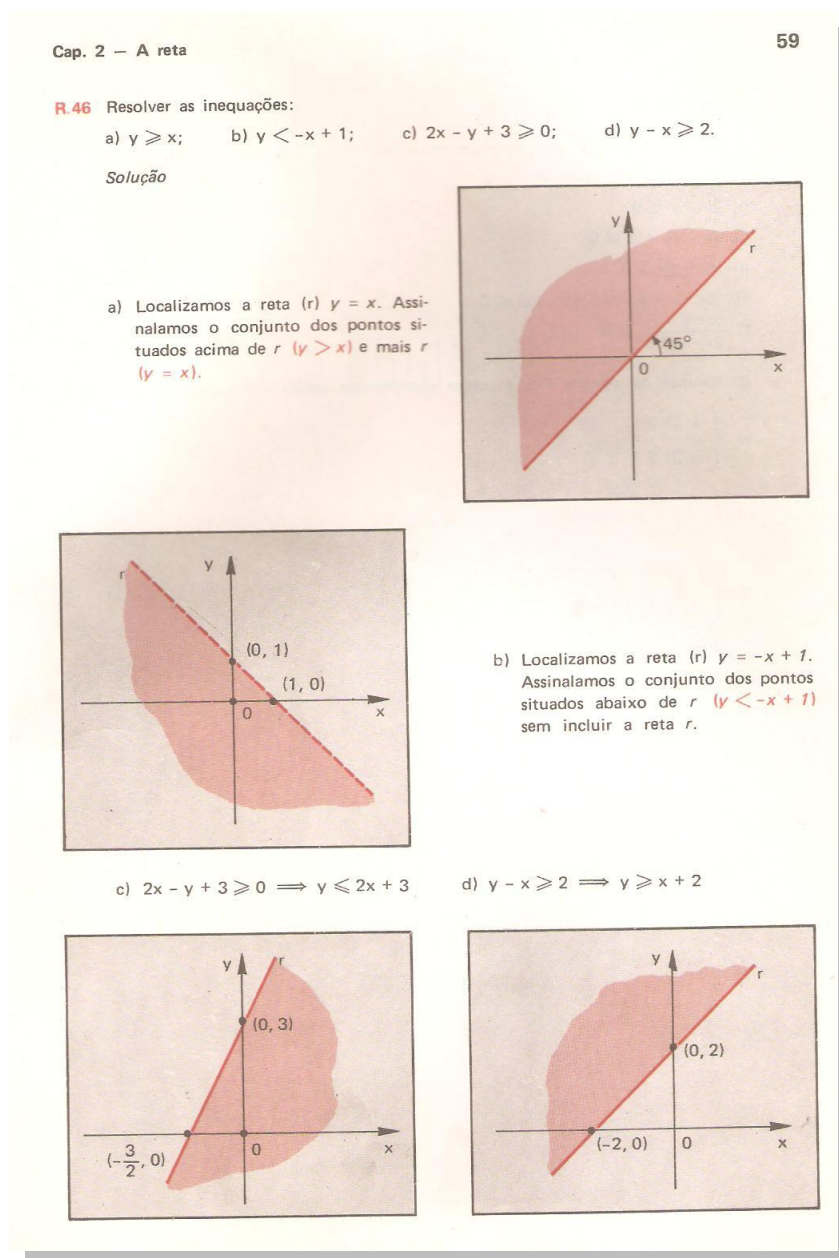 Cap. 2 — A reta
59
R.46 Resolver as inequações:
a) y ⩾ x; b) y < -x + 1; c) 2x - y + 3 ⩾ 0; d) y - x ⩾ 2.
Solução
a) Localizamos a reta (r) y = x. Assi-
nalamos o conjunto dos pontos si-
tuados acima de r (y > x) e mais r
(y = x).
y
r
45°
0
x
r
y
(0, 1)
(1, 0)
0
x
b) Localizamos a reta (r) y = -x + 1.
Assinalamos o conjunto dos pontos
situados abaixo de r (y < -x + 1)
sem incluir a reta r.
c) 2x - y + 3 ⩾ 0 ⟹ y ⩽ 2x + 3
d) y - x ⩾ 2 ⟹ y ⩾ x + 2
y
r
(0, 3)
(-3/2, 0)
0
x
y
r
(0, 2)
(-2, 0)
0
x